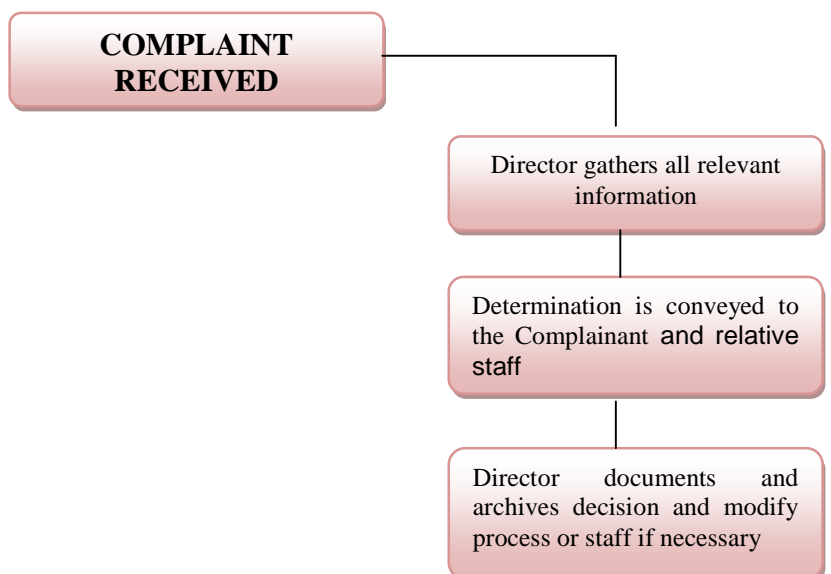 COMPLAINT
RECEIVED
Director gathers all relevant
information
Determination is conveyed to
the Complainant and relative
staff
Director documents and
archives decision and modify
process or staff if necessary